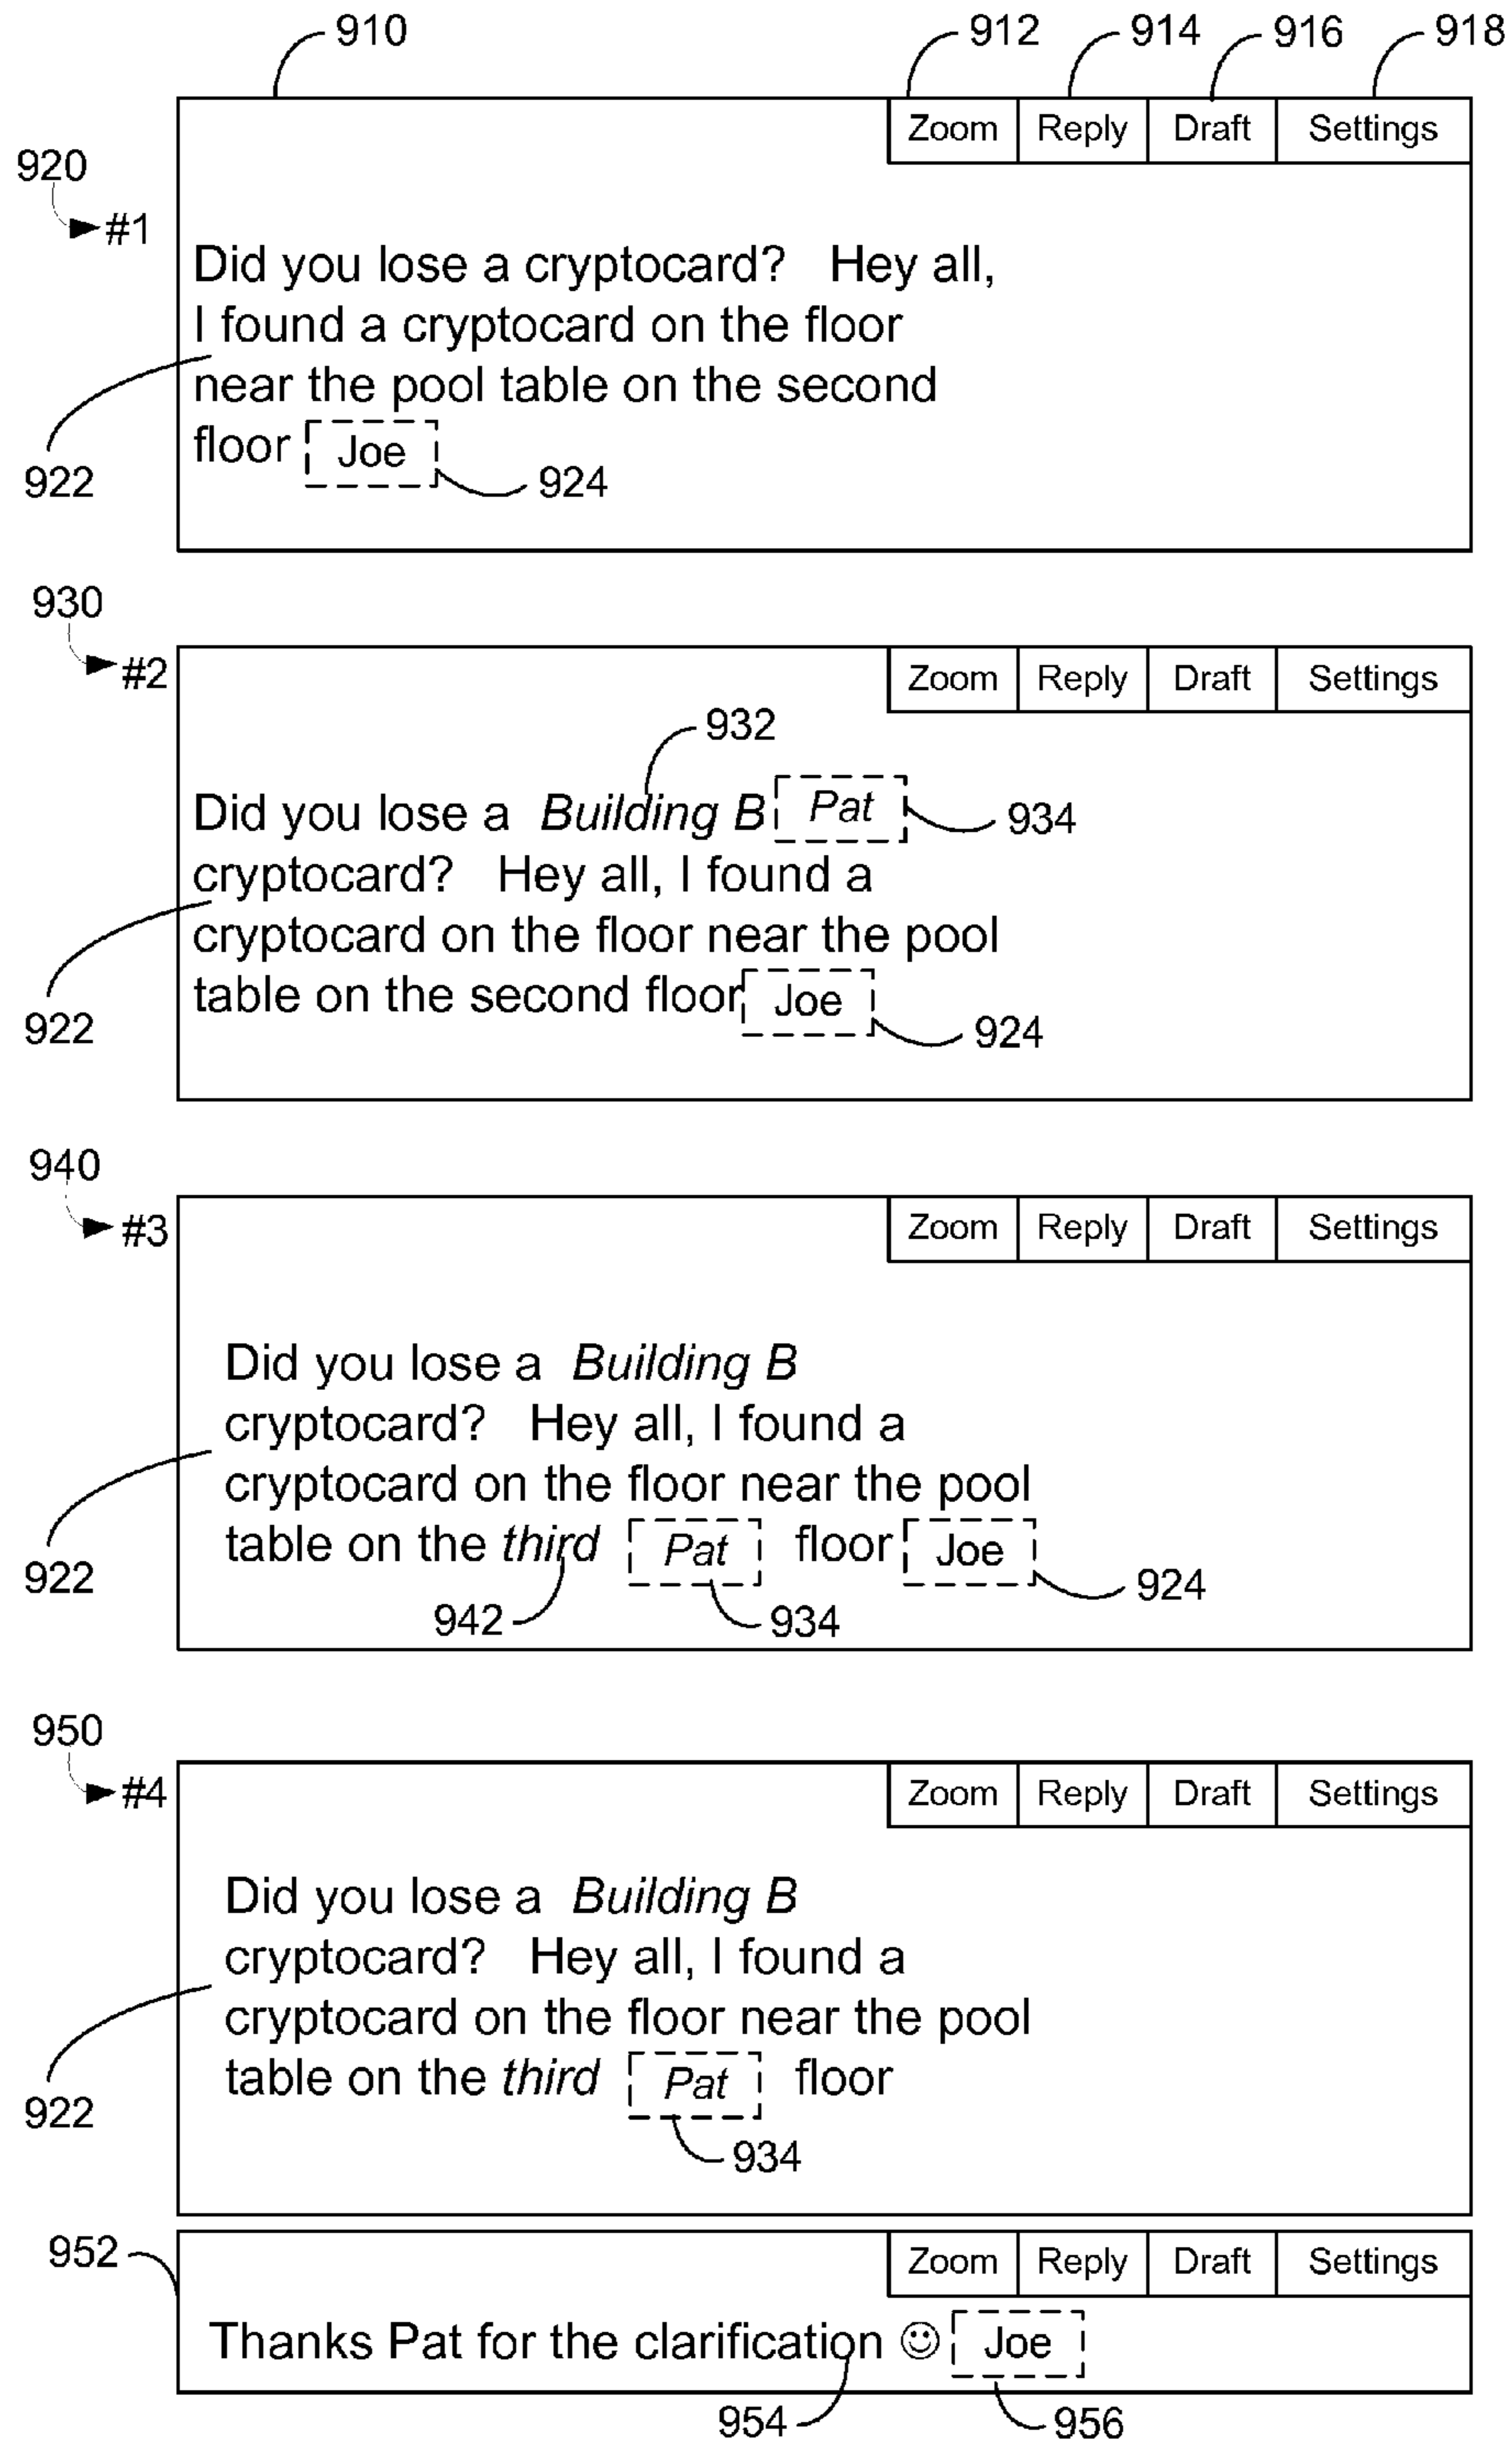 910 912 914 916 918
Zoom Reply Draft Settings
920
#1
Did you lose a cryptocard? Hey all,
I found a cryptocard on the floor
near the pool table on the second
floor Joe
922 924
930
#2 Zoom Reply Draft Settings
932
Did you lose a Building B Pat 934
cryptocard? Hey all, I found a
cryptocard on the floor near the pool
table on the second floor Joe
922 924
940
#3 Zoom Reply Draft Settings
Did you lose a Building B
cryptocard? Hey all, I found a
cryptocard on the floor near the pool
table on the third Pat floor Joe
922 924
942 934
950
#4 Zoom Reply Draft Settings
Did you lose a Building B
cryptocard? Hey all, I found a
cryptocard on the floor near the pool
table on the third Pat floor
922
934
952 Zoom Reply Draft Settings
Thanks Pat for the clarification ☺ Joe
954 956